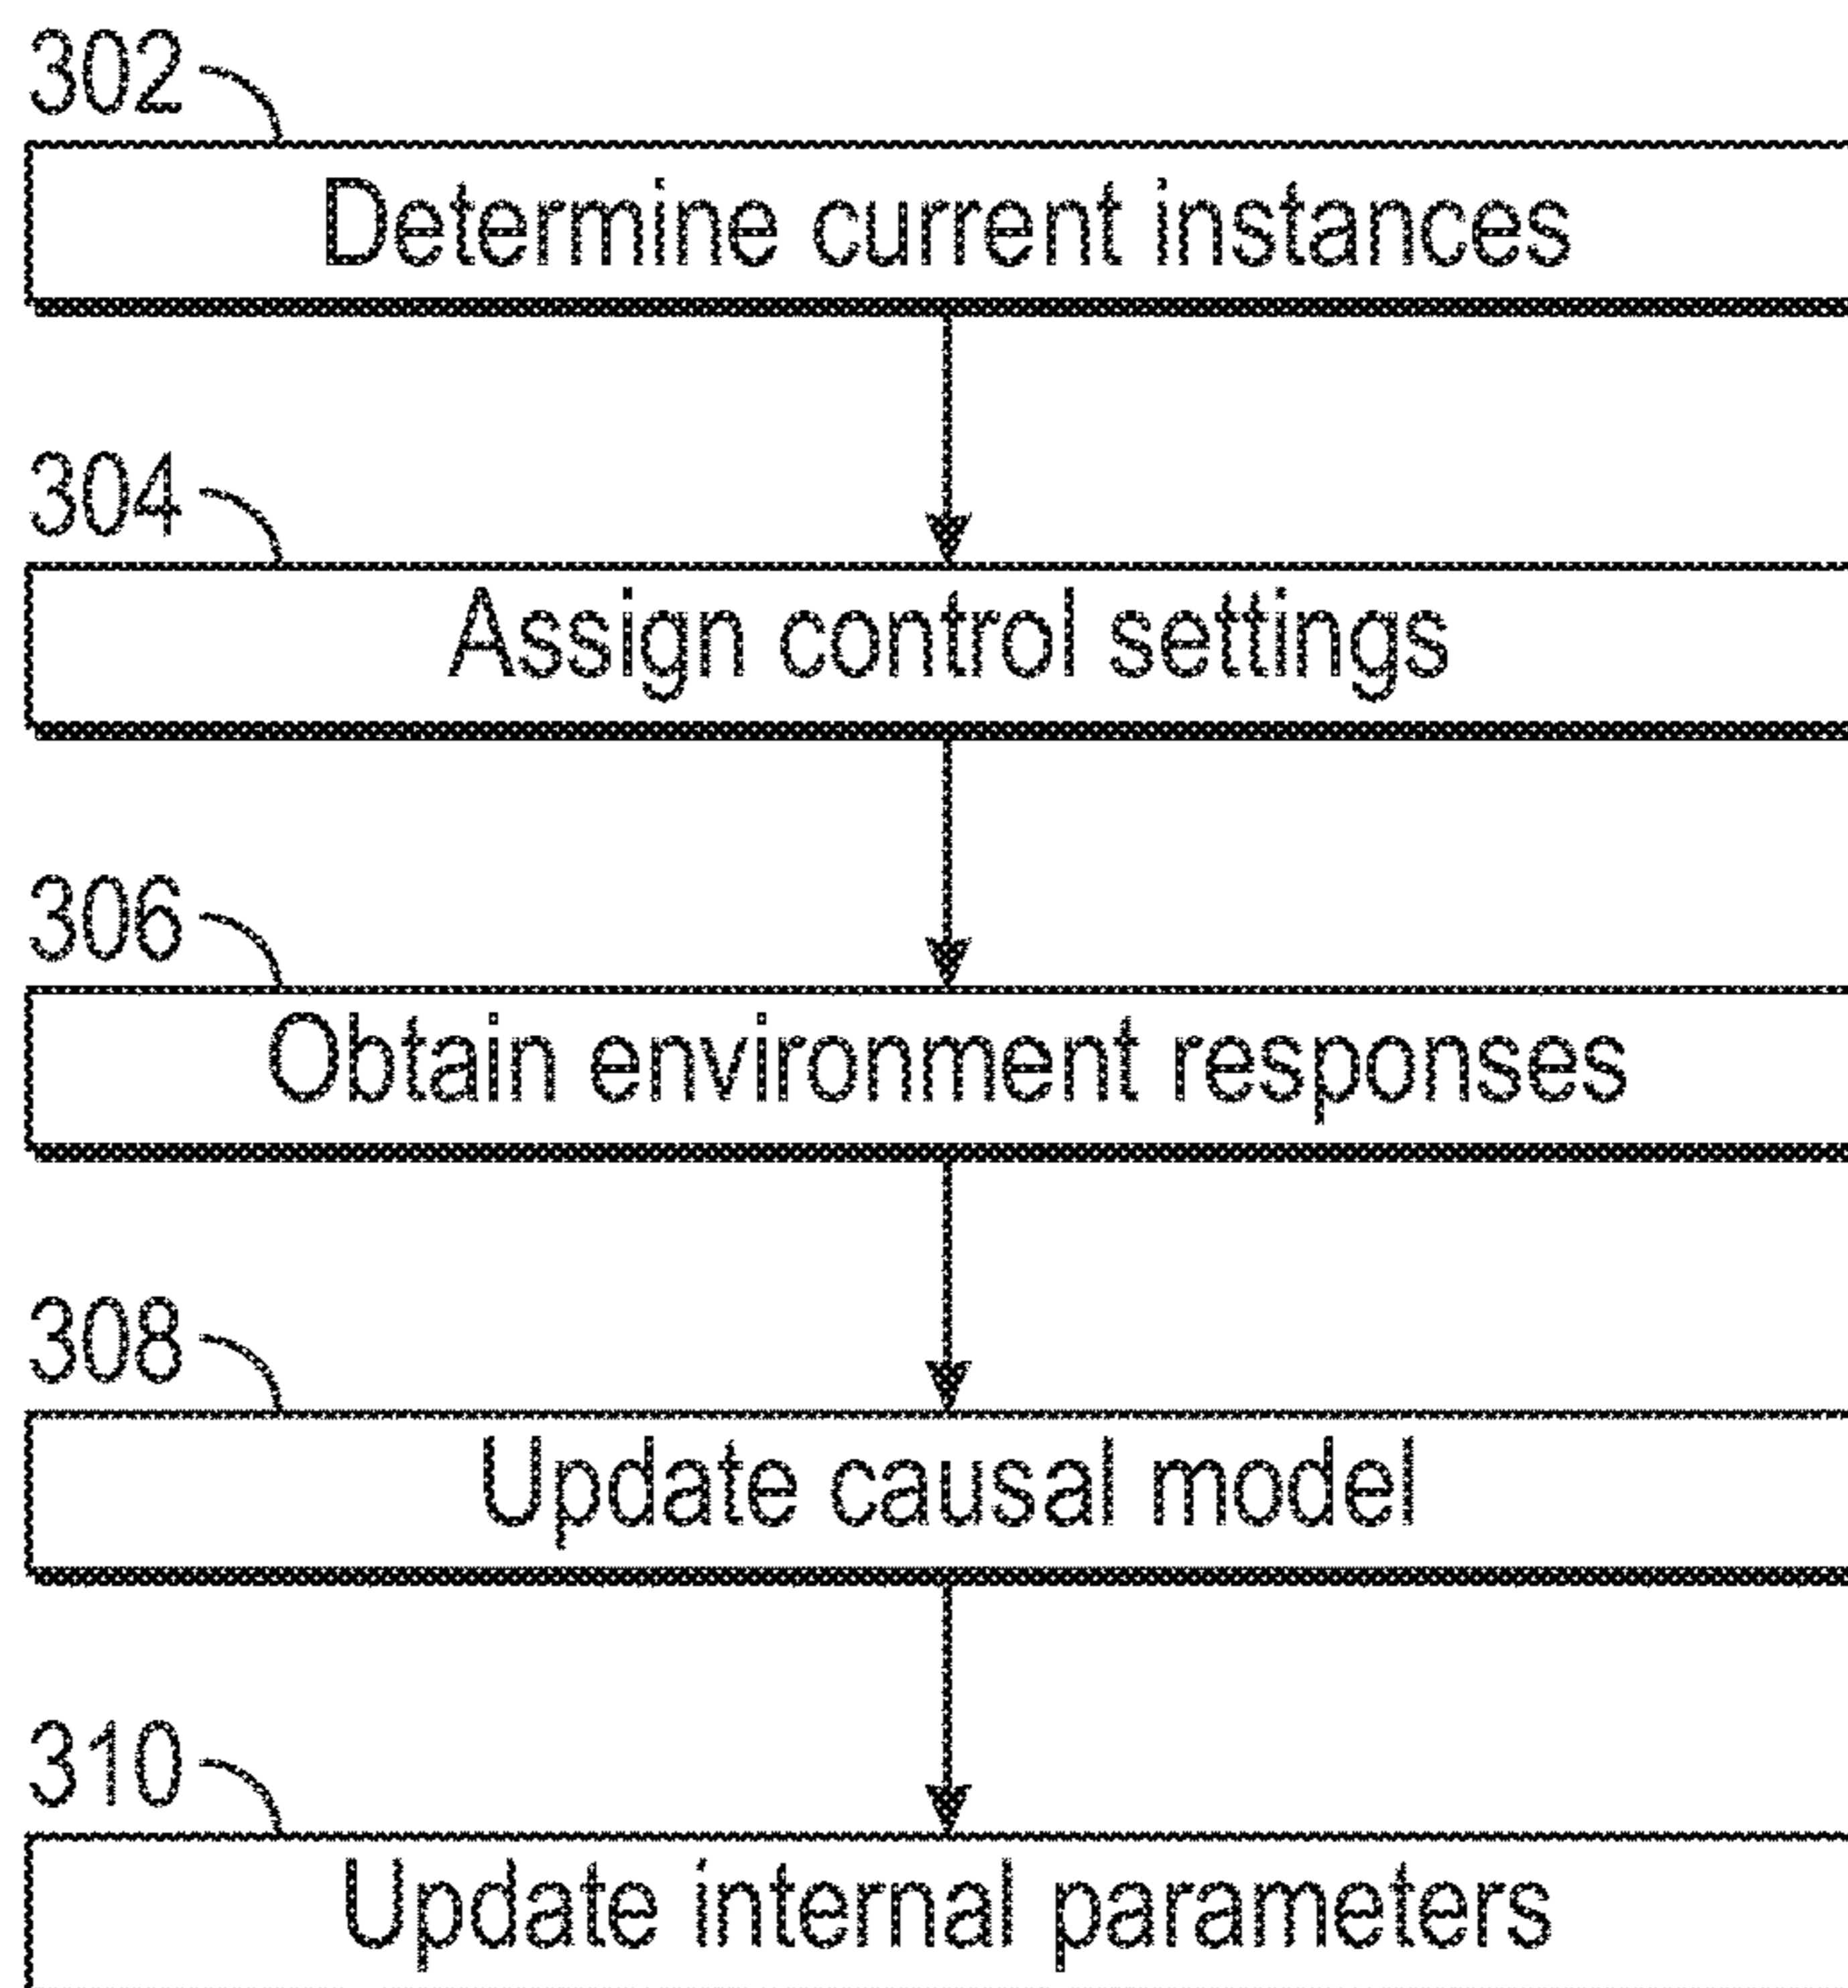 302
Determine current instances
304
Assign control settings
306
Obtain environment responses
308
Update causal model
310
Update internal parameters